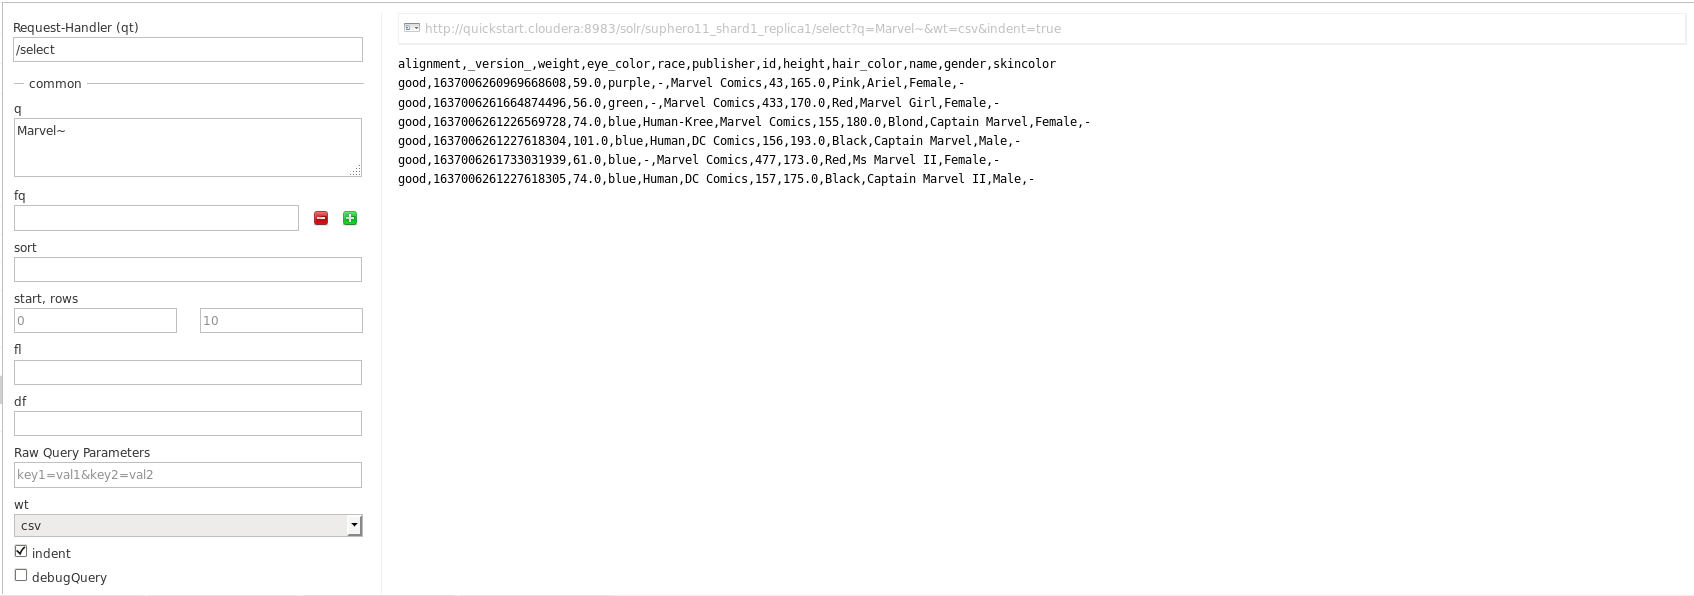 Request-Handler (qt)
/select
common
q
Marvel~
fq
sort
start, rows
0
10
fl
df
Raw Query Parameters
key1=val1&key2=val2
wt
csv
indent
debugQuery
http://quickstart.cloudera:8983/solr/suphero11_shard1_replica1/select?q=Marvel~&wt=csv&indent=true
alignment,_version_,weight,eye_color,race,publisher,id,height,hair_color,name,gender,skincolor
good,1637006260969668608,59.0,purple,-,Marvel Comics,43,165.0,Pink,Ariel,Female,-
good,1637006261664874496,56.0,green,-,Marvel Comics,433,170.0,Red,Marvel Girl,Female,-
good,1637006261226569728,74.0,blue,Human-Kree,Marvel Comics,155,180.0,Blond,Captain Marvel,Female,-
good,1637006261227618304,101.0,blue,Human,DC Comics,156,193.0,Black,Captain Marvel,Male,-
good,1637006261733031939,61.0,blue,-,Marvel Comics,477,173.0,Red,Ms Marvel II,Female,-
good,1637006261227618305,74.0,blue,Human,DC Comics,157,175.0,Black,Captain Marvel II,Male,-